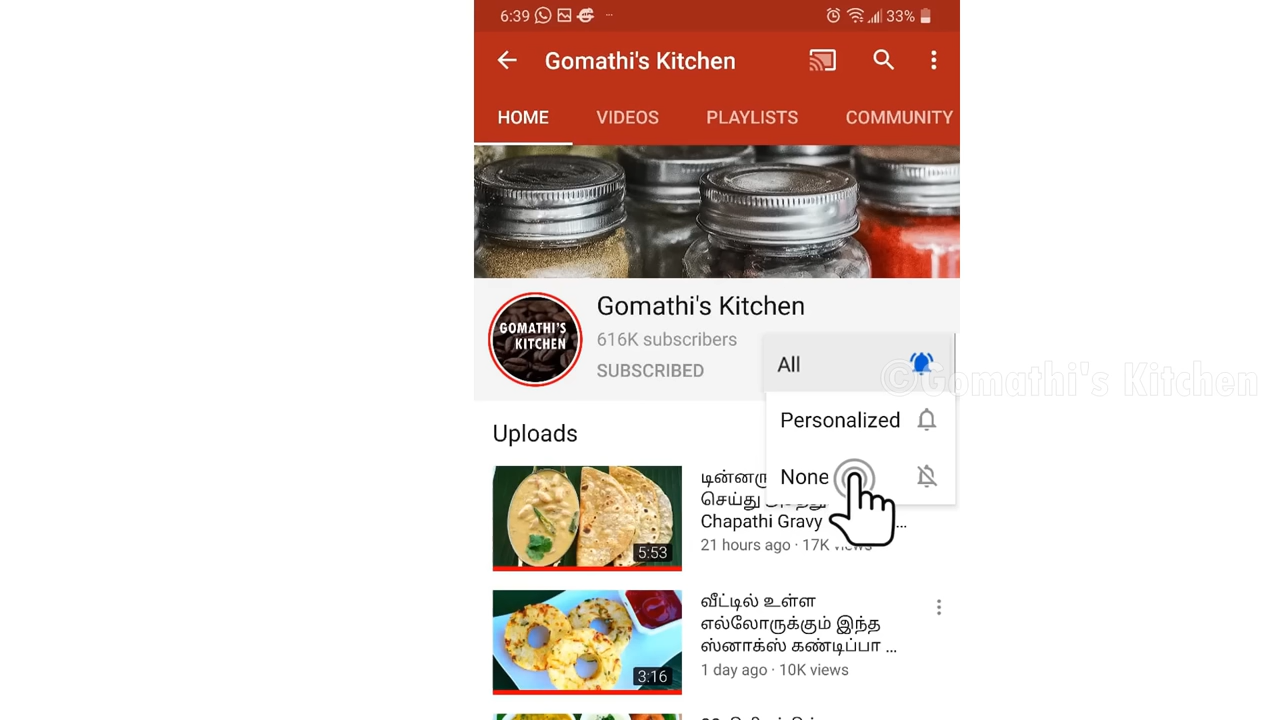 6:39
33%
Gomathi's Kitchen
HOME VIDEOS PLAYLISTS COMMUNITY
GOMATHI'S
KITCHEN
Gomathi's Kitchen
616K subscribers
SUBSCRIBED
All
©Gomathi's Kitchen
Personalized
None
Uploads
செய்து
Chapathi Gravy ...
21 hours ago · 17K views
5:53
வீட்டில் உள்ள
எல்லோருக்கும் இந்த
ஸ்னாக்ஸ் கண்டிப்பா ...
1 day ago · 10K views
3:16